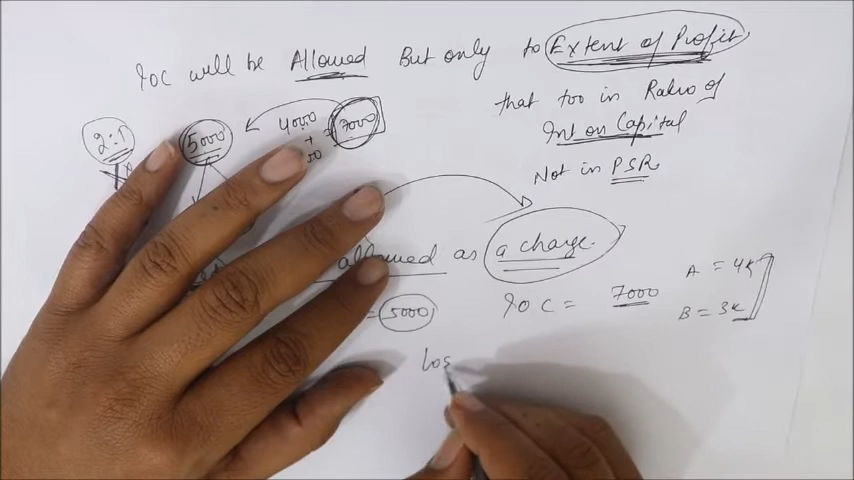 IOC will be Allowed But only to Extent of Profit
that too in Ratio of
Int on Capital
Not in PSR
2:1 5000 4000 + = 7000
allowed as a charge.
= 5000 IOC = 7000 A = 4K
B = 3K
Los